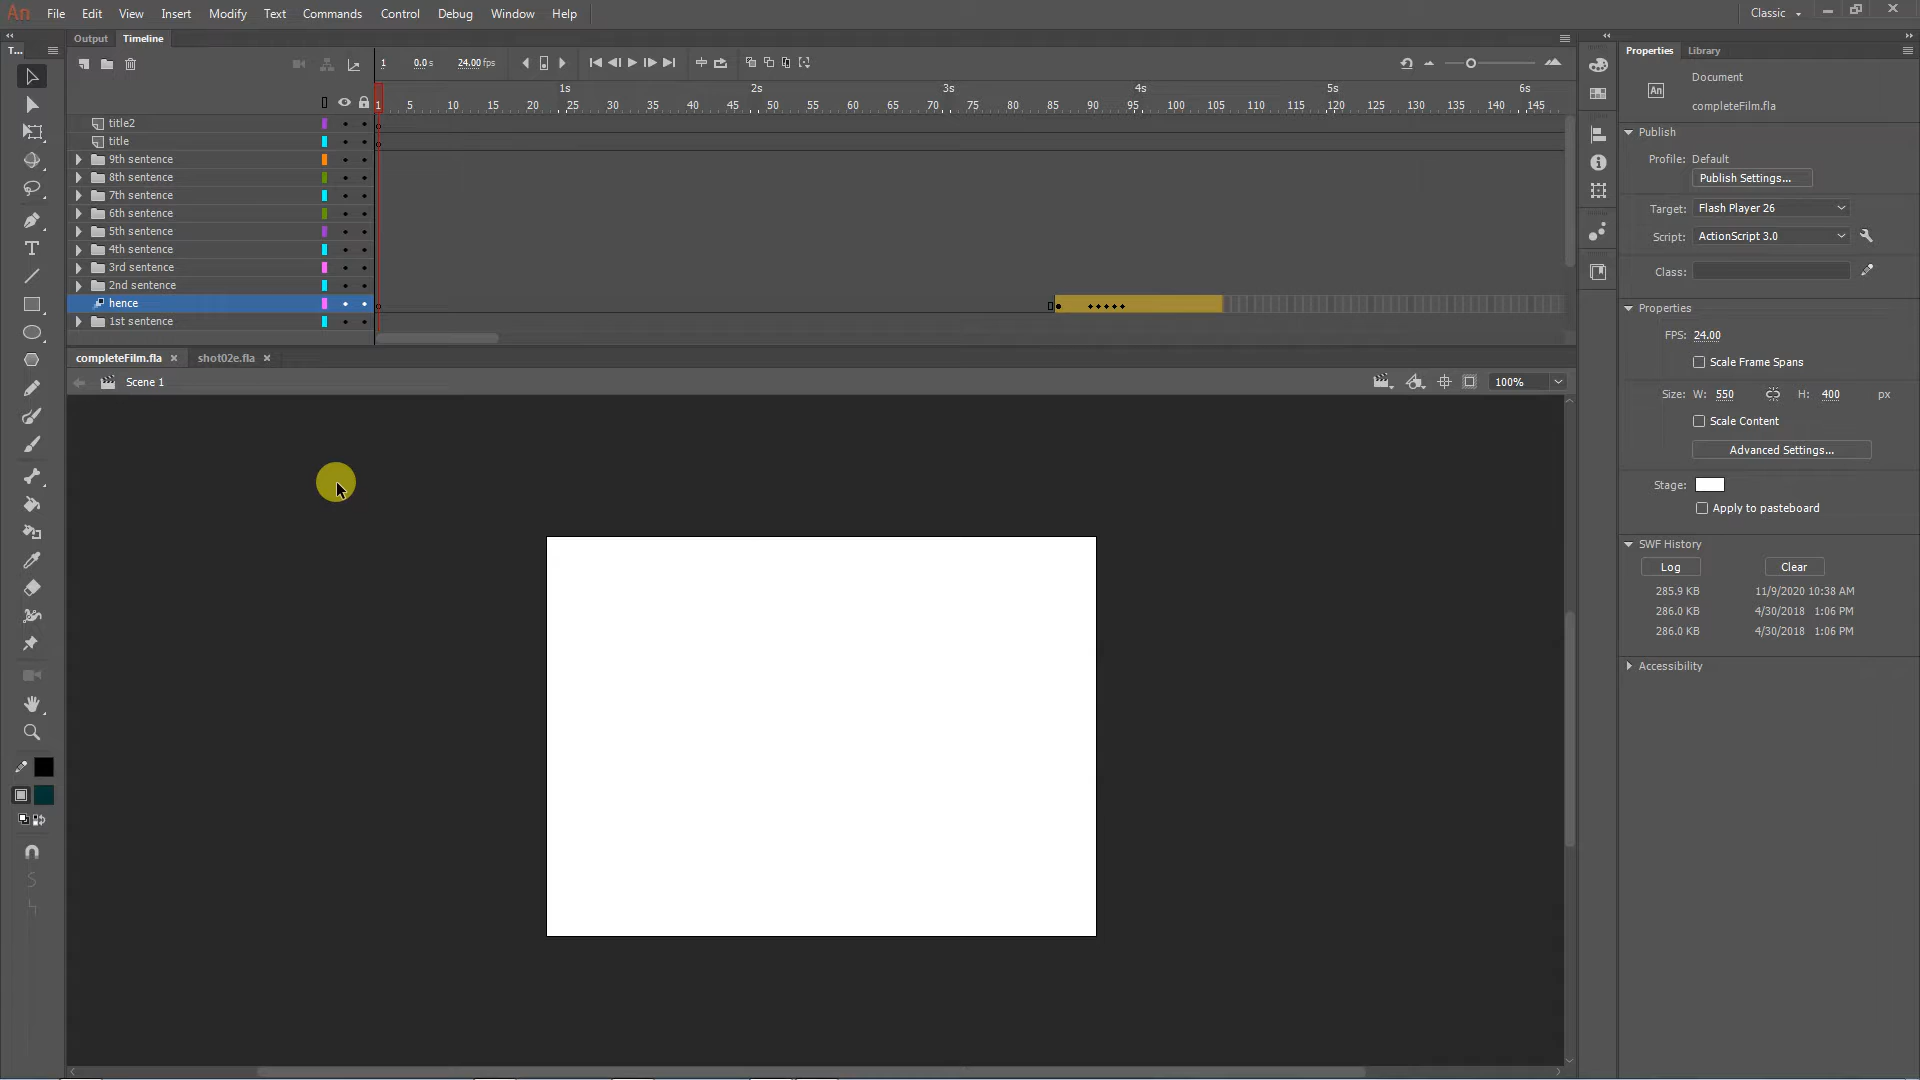 An File Edit View Insert Modify Text Commands Control Debug Window Help Classic
T... Output Timeline Properties Library
1 0.0 s 24.00 fps
Document
completeFilm.fla
1s 2s 3s 4s 5s 6s
1 5 10 15 20 25 30 35 40 45 50 55 60 65 70 75 80 85 90 95 100 105 110 115 120 125 130 135 140 145
title2
title
9th sentence
8th sentence
7th sentence
6th sentence
5th sentence
4th sentence
3rd sentence
2nd sentence
hence
1st sentence
completeFilm.fla × shot02e.fla ×
Scene 1 100%
Publish
Profile: Default
Publish Settings...
Target: Flash Player 26
Script: ActionScript 3.0
Class:
Properties
FPS: 24.00
Scale Frame Spans
Size: W: 550 H: 400 px
Scale Content
Advanced Settings...
Stage:
Apply to pasteboard
SWF History
Log Clear
285.9 KB 11/9/2020 10:38 AM
286.0 KB 4/30/2018 1:06 PM
286.0 KB 4/30/2018 1:06 PM
Accessibility